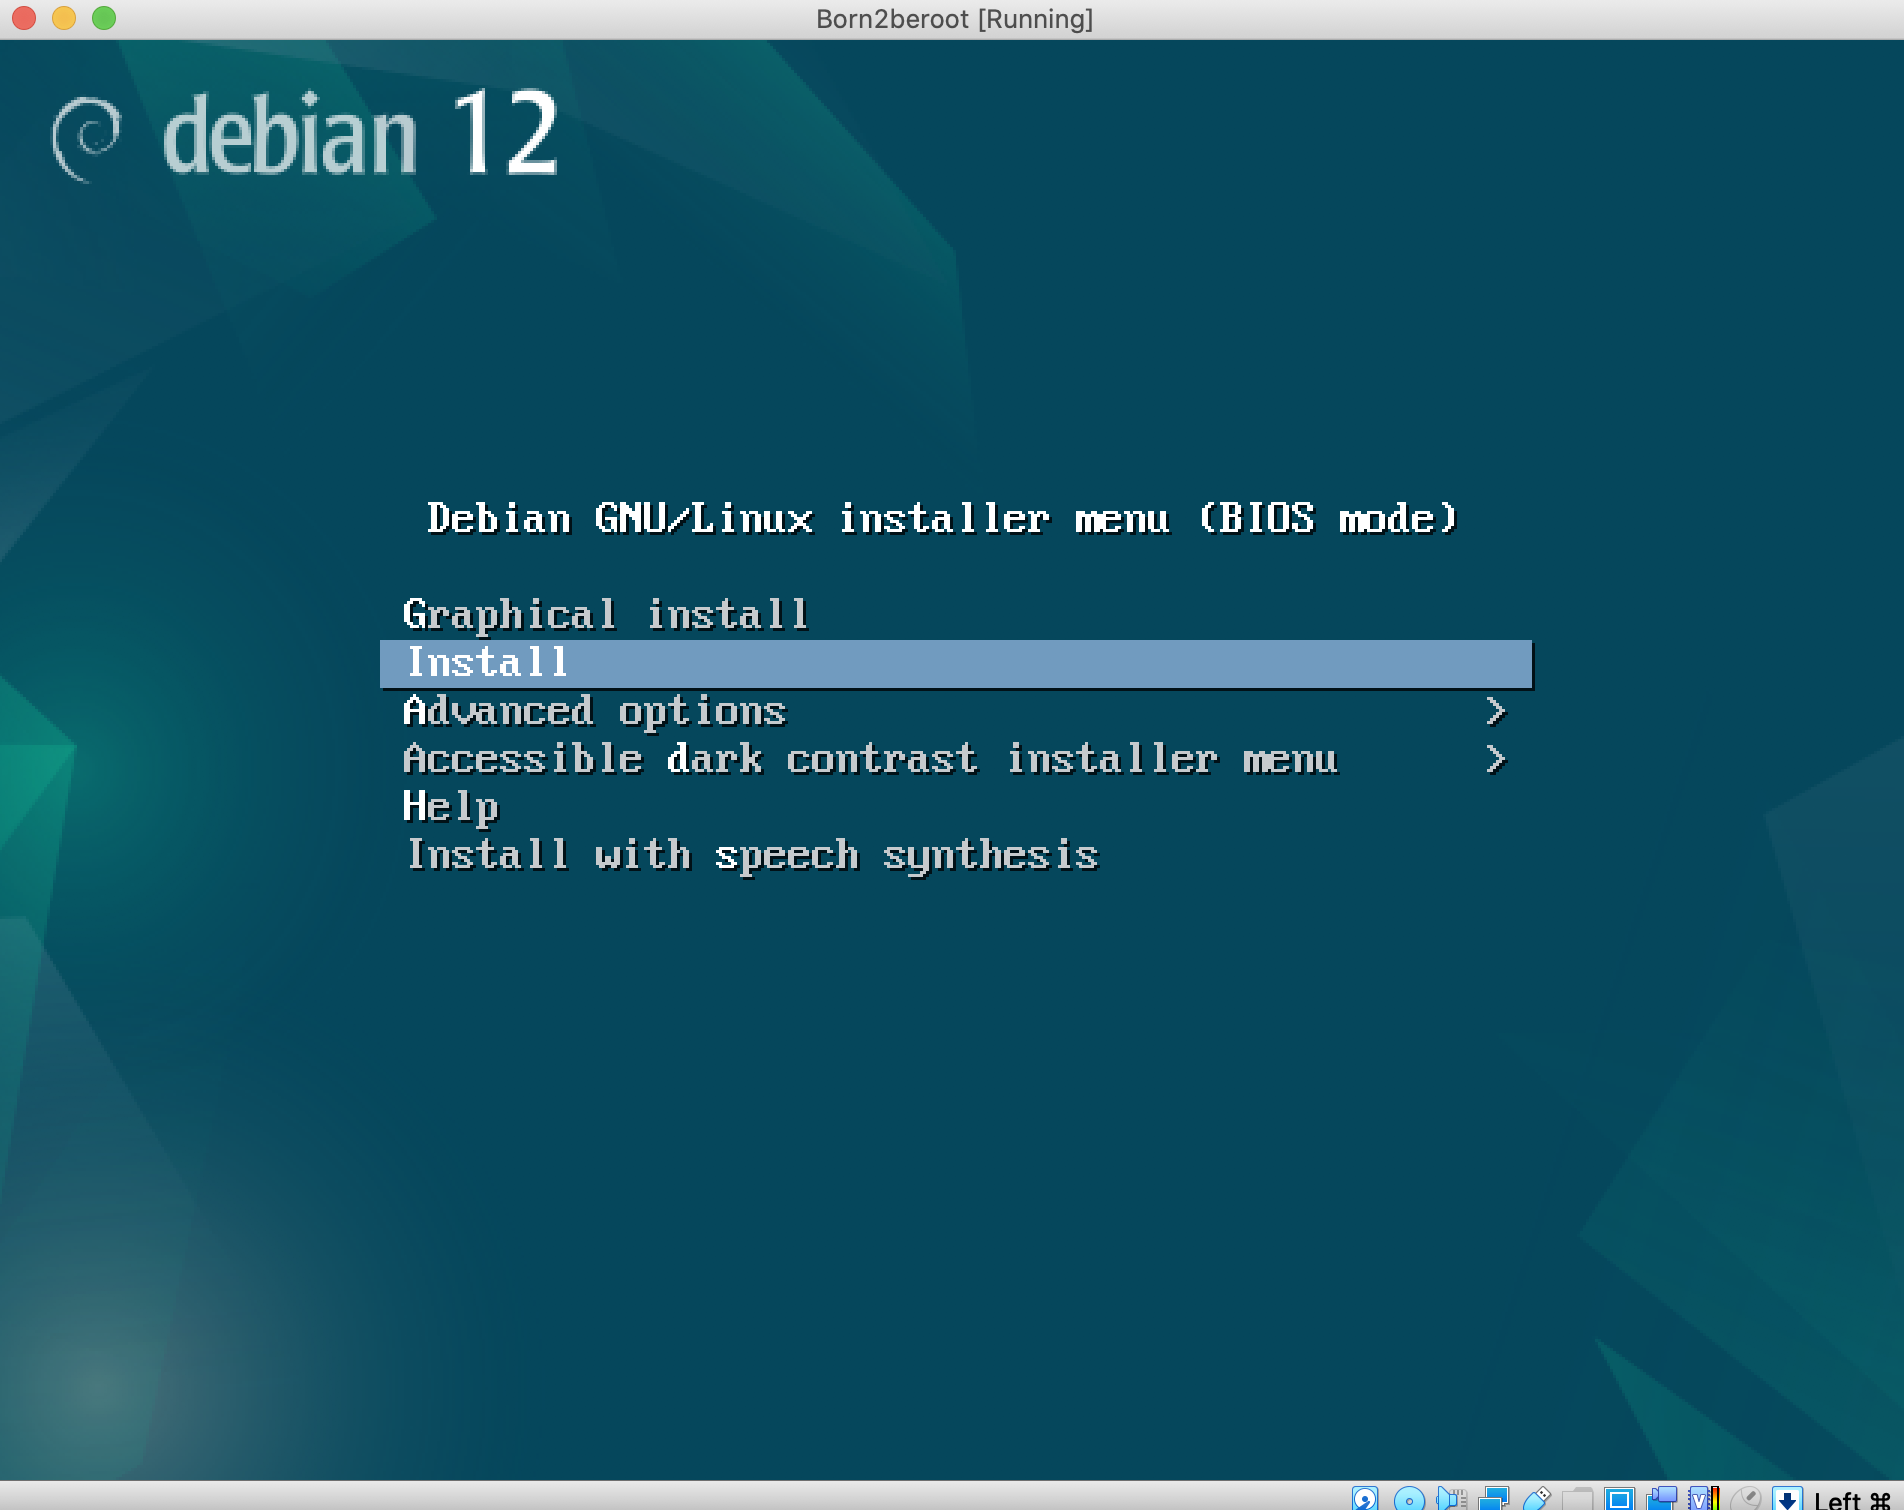 Born2beroot [Running]
debian 12
Debian GNU/Linux installer menu (BIOS mode)
Graphical install
Install
Advanced options >
Accessible dark contrast installer menu >
Help
Install with speech synthesis
Left ⌘